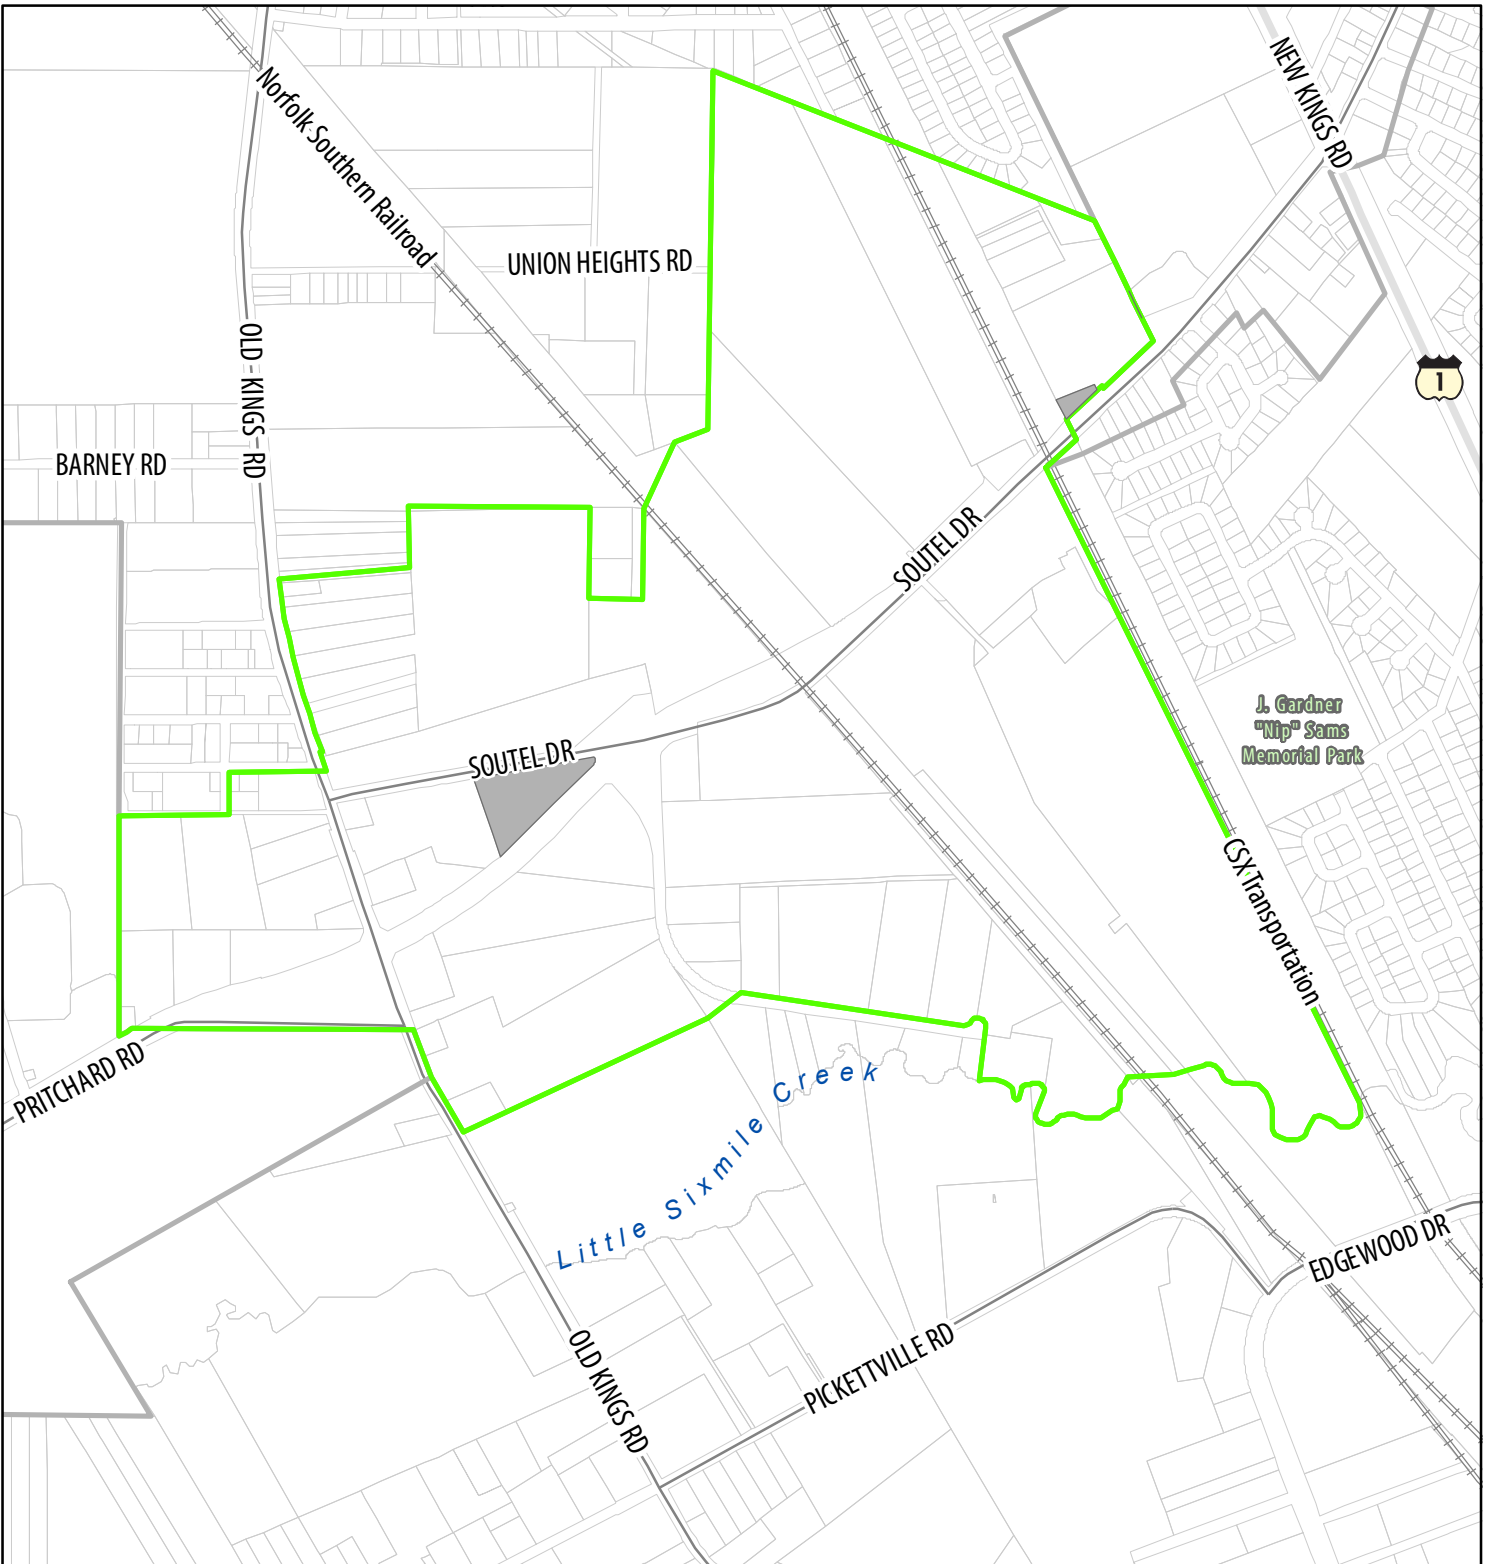 NEW KINGS RD
Norfolk Southern Railroad
UNION HEIGHTS RD
OLD KINGS RD
1
BARNEY RD
SOUTEL DR
J. Gardner
"Nip" Sams
Memorial Park
SOUTEL DR
CSX Transportation
PRITCHARD RD
Little Sixmile Creek
EDGEWOOD DR
OLD KINGS RD
PICKETTVILLE RD